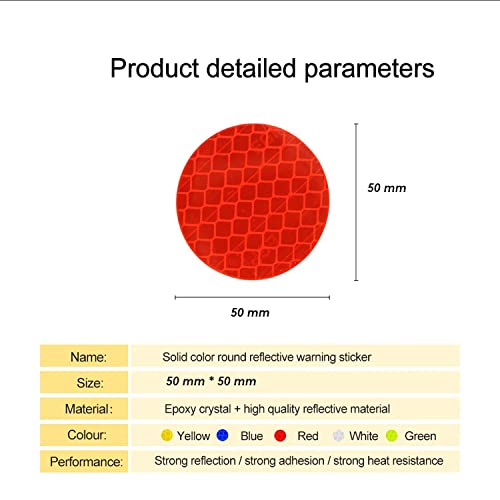 Product detailed parameters
50 mm
50 mm
Name: Solid color round reflective warning sticker
Size: 50 mm * 50 mm
Material: Epoxy crystal + high quality reflective material
Colour: Yellow Blue Red White Green
Performance: Strong reflection / strong adhesion / strong heat resistance